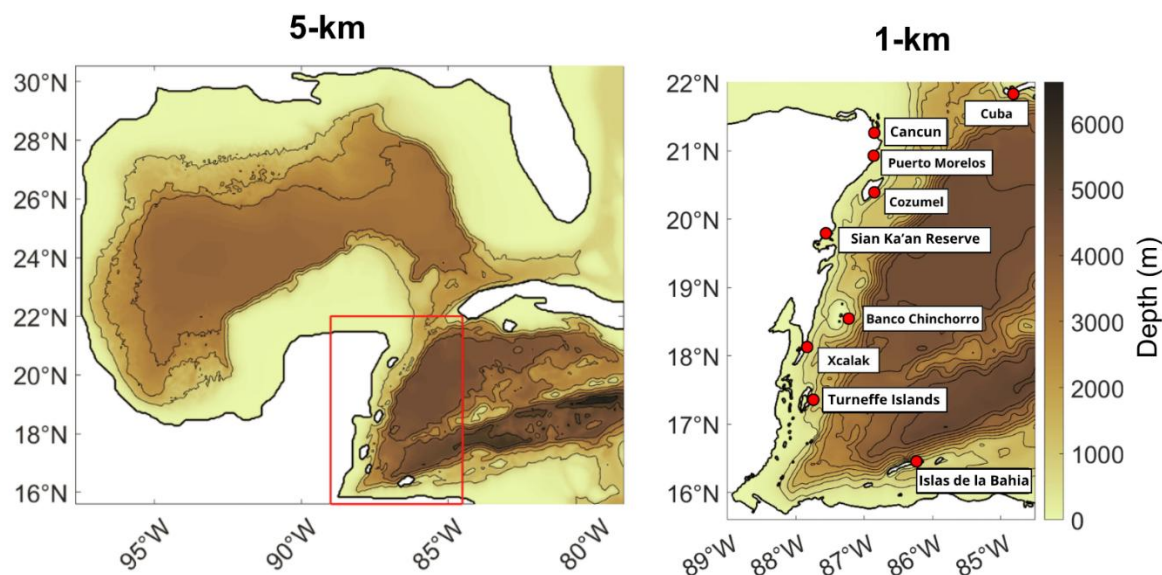 5-km
30°N
28°N
26°N
24°N
22°N
20°N
18°N
16°N
95°W
90°W
85°W
80°W
1-km
22°N
21°N
20°N
19°N
18°N
17°N
16°N
89°W
88°W
87°W
86°W
85°W
Cuba
Cancun
Puerto Morelos
Cozumel
Sian Ka'an Reserve
Banco Chinchorro
Xcalak
Turneffe Islands
Islas de la Bahia
6000
5000
4000
3000
2000
1000
0
Depth (m)